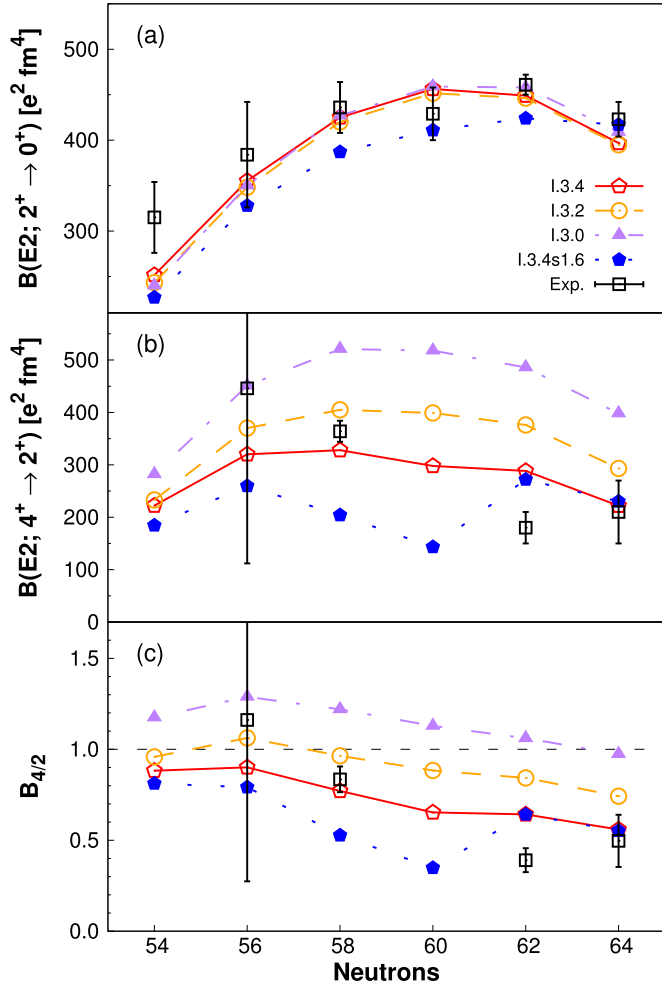 (a)
500
400
300
B(E2; 2⁺ → 0⁺) [e² fm⁴]
I.3.4
I.3.2
I.3.0
I.3.4s1.6
Exp.
(b)
500
400
300
200
100
0
B(E2; 4⁺ → 2⁺) [e² fm⁴]
(c)
1.5
1.0
0.5
0.0
B₄/₂
54 56 58 60 62 64
Neutrons